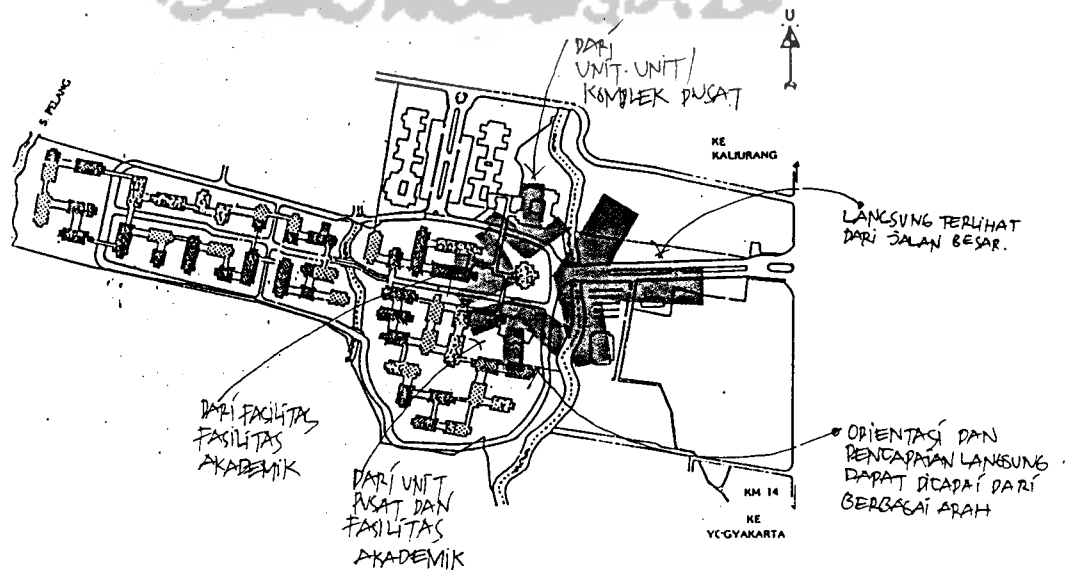 U
DARI
UNIT-UNIT/
KOMPLEK PUSAT
S. PELANG
KE
KALIURANG
LANGSUNG TERLIHAT
DARI JALAN BESAR.
DARI FASILITAS
FASILITAS
AKADEMIK
DARI UNIT
PUSAT DAN
FASILITAS
AKADEMIK
ORIENTASI DAN
PENCAPAIAN LANGSUNG
DAPAT DICAPAI DARI
BERBAGAI ARAH
KM 14
KE
YOGYAKARTA